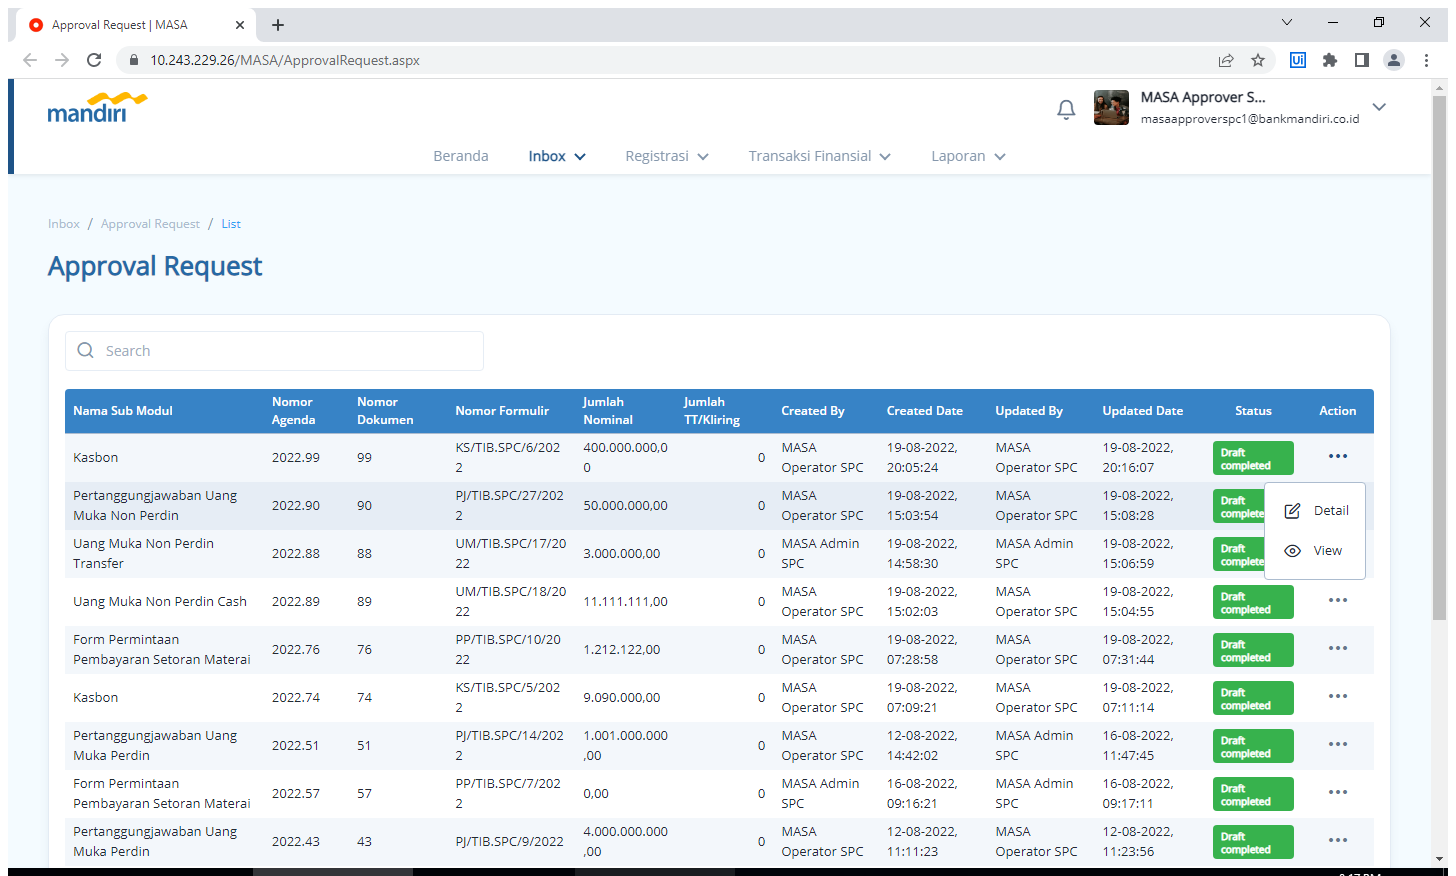 Approval Request | MASA
10.243.229.26/MASA/ApprovalRequest.aspx
Ui
mandiri
MASA Approver S...
masaapproverspc1@bankmandiri.co.id
Beranda Inbox Registrasi Transaksi Finansial Laporan
Inbox / Approval Request / List
Approval Request
Search
Nama Sub Modul Nomor Agenda Nomor Dokumen Nomor Formulir Jumlah Nominal Jumlah TT/Kliring Created By Created Date Updated By Updated Date Status Action
Kasbon 2022.99 99 KS/TIB.SPC/6/2022 400.000.000,00 0 MASA Operator SPC 19-08-2022, 20:05:24 MASA Operator SPC 19-08-2022, 20:16:07 Draft completed
Pertanggungjawaban Uang Muka Non Perdin 2022.90 90 PJ/TIB.SPC/27/2022 50.000.000,00 0 MASA Operator SPC 19-08-2022, 15:03:54 MASA Operator SPC 19-08-2022, 15:08:28 Draft complete
Detail
Uang Muka Non Perdin Transfer 2022.88 88 UM/TIB.SPC/17/2022 3.000.000,00 0 MASA Admin SPC 19-08-2022, 14:58:30 MASA Admin SPC 19-08-2022, 15:06:59 Draft complete
View
Uang Muka Non Perdin Cash 2022.89 89 UM/TIB.SPC/18/2022 11.111.111,00 0 MASA Operator SPC 19-08-2022, 15:02:03 MASA Operator SPC 19-08-2022, 15:04:55 Draft completed
Form Permintaan Pembayaran Setoran Materai 2022.76 76 PP/TIB.SPC/10/2022 1.212.122,00 0 MASA Operator SPC 19-08-2022, 07:28:58 MASA Operator SPC 19-08-2022, 07:31:44 Draft completed
Kasbon 2022.74 74 KS/TIB.SPC/5/2022 9.090.000,00 0 MASA Operator SPC 19-08-2022, 07:09:21 MASA Operator SPC 19-08-2022, 07:11:14 Draft completed
Pertanggungjawaban Uang Muka Perdin 2022.51 51 PJ/TIB.SPC/14/2022 1.001.000.000,00 0 MASA Operator SPC 12-08-2022, 14:42:02 MASA Admin SPC 16-08-2022, 11:47:45 Draft completed
Form Permintaan Pembayaran Setoran Materai 2022.57 57 PP/TIB.SPC/7/2022 0,00 0 MASA Admin SPC 16-08-2022, 09:16:21 MASA Admin SPC 16-08-2022, 09:17:11 Draft completed
Pertanggungjawaban Uang Muka Perdin 2022.43 43 PJ/TIB.SPC/9/2022 4.000.000.000,00 0 MASA Operator SPC 12-08-2022, 11:11:23 MASA Operator SPC 12-08-2022, 11:23:56 Draft completed